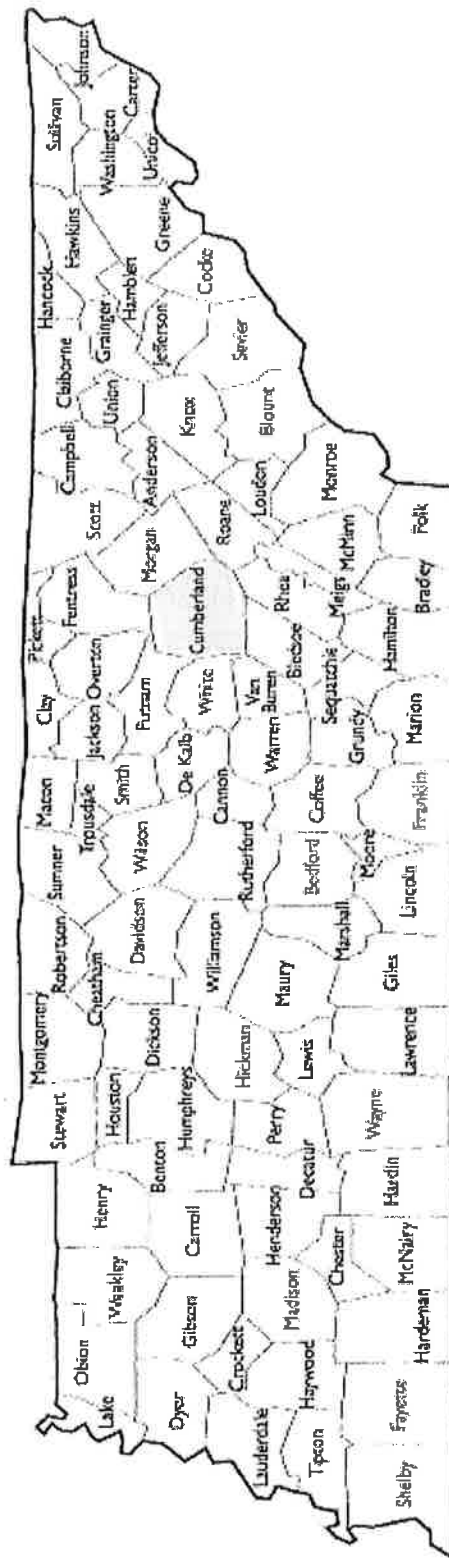 Lake
Obion
Weakley
Henry
Stewart
Montgomery
Robertson
Sumner
Macon
Clay
Pickett
Scott
Campbell
Claiborne
Hancock
Hawkins
Sullivan
Johnson
Carter
Washington
Unicoi
Greene
Hamblen
Grainger
Union
Fentress
Overton
Jackson
Trousdale
Smith
Cheatham
Houston
Dickson
Davidson
Wilson
Putnam
Morgan
Anderson
Knox
Jefferson
Cocke
Sevier
Dyer
Gibson
Carroll
Benton
Humphreys
Hickman
Williamson
Rutherford
Cannon
De Kalb
White
Cumberland
Roane
Loudon
Blount
Lauderdale
Crockett
Haywood
Madison
Henderson
Decatur
Perry
Lewis
Maury
Marshall
Bedford
Coffee
Warren
Van
Buren
Bledsoe
Rhea
Meigs
McMinn
Monroe
Tipton
Chester
Moore
Grundy
Sequatchie
Shelby
Fayette
Hardeman
McNairy
Hardin
Wayne
Lawrence
Giles
Lincoln
Franklin
Marion
Hamilton
Bradley
Polk